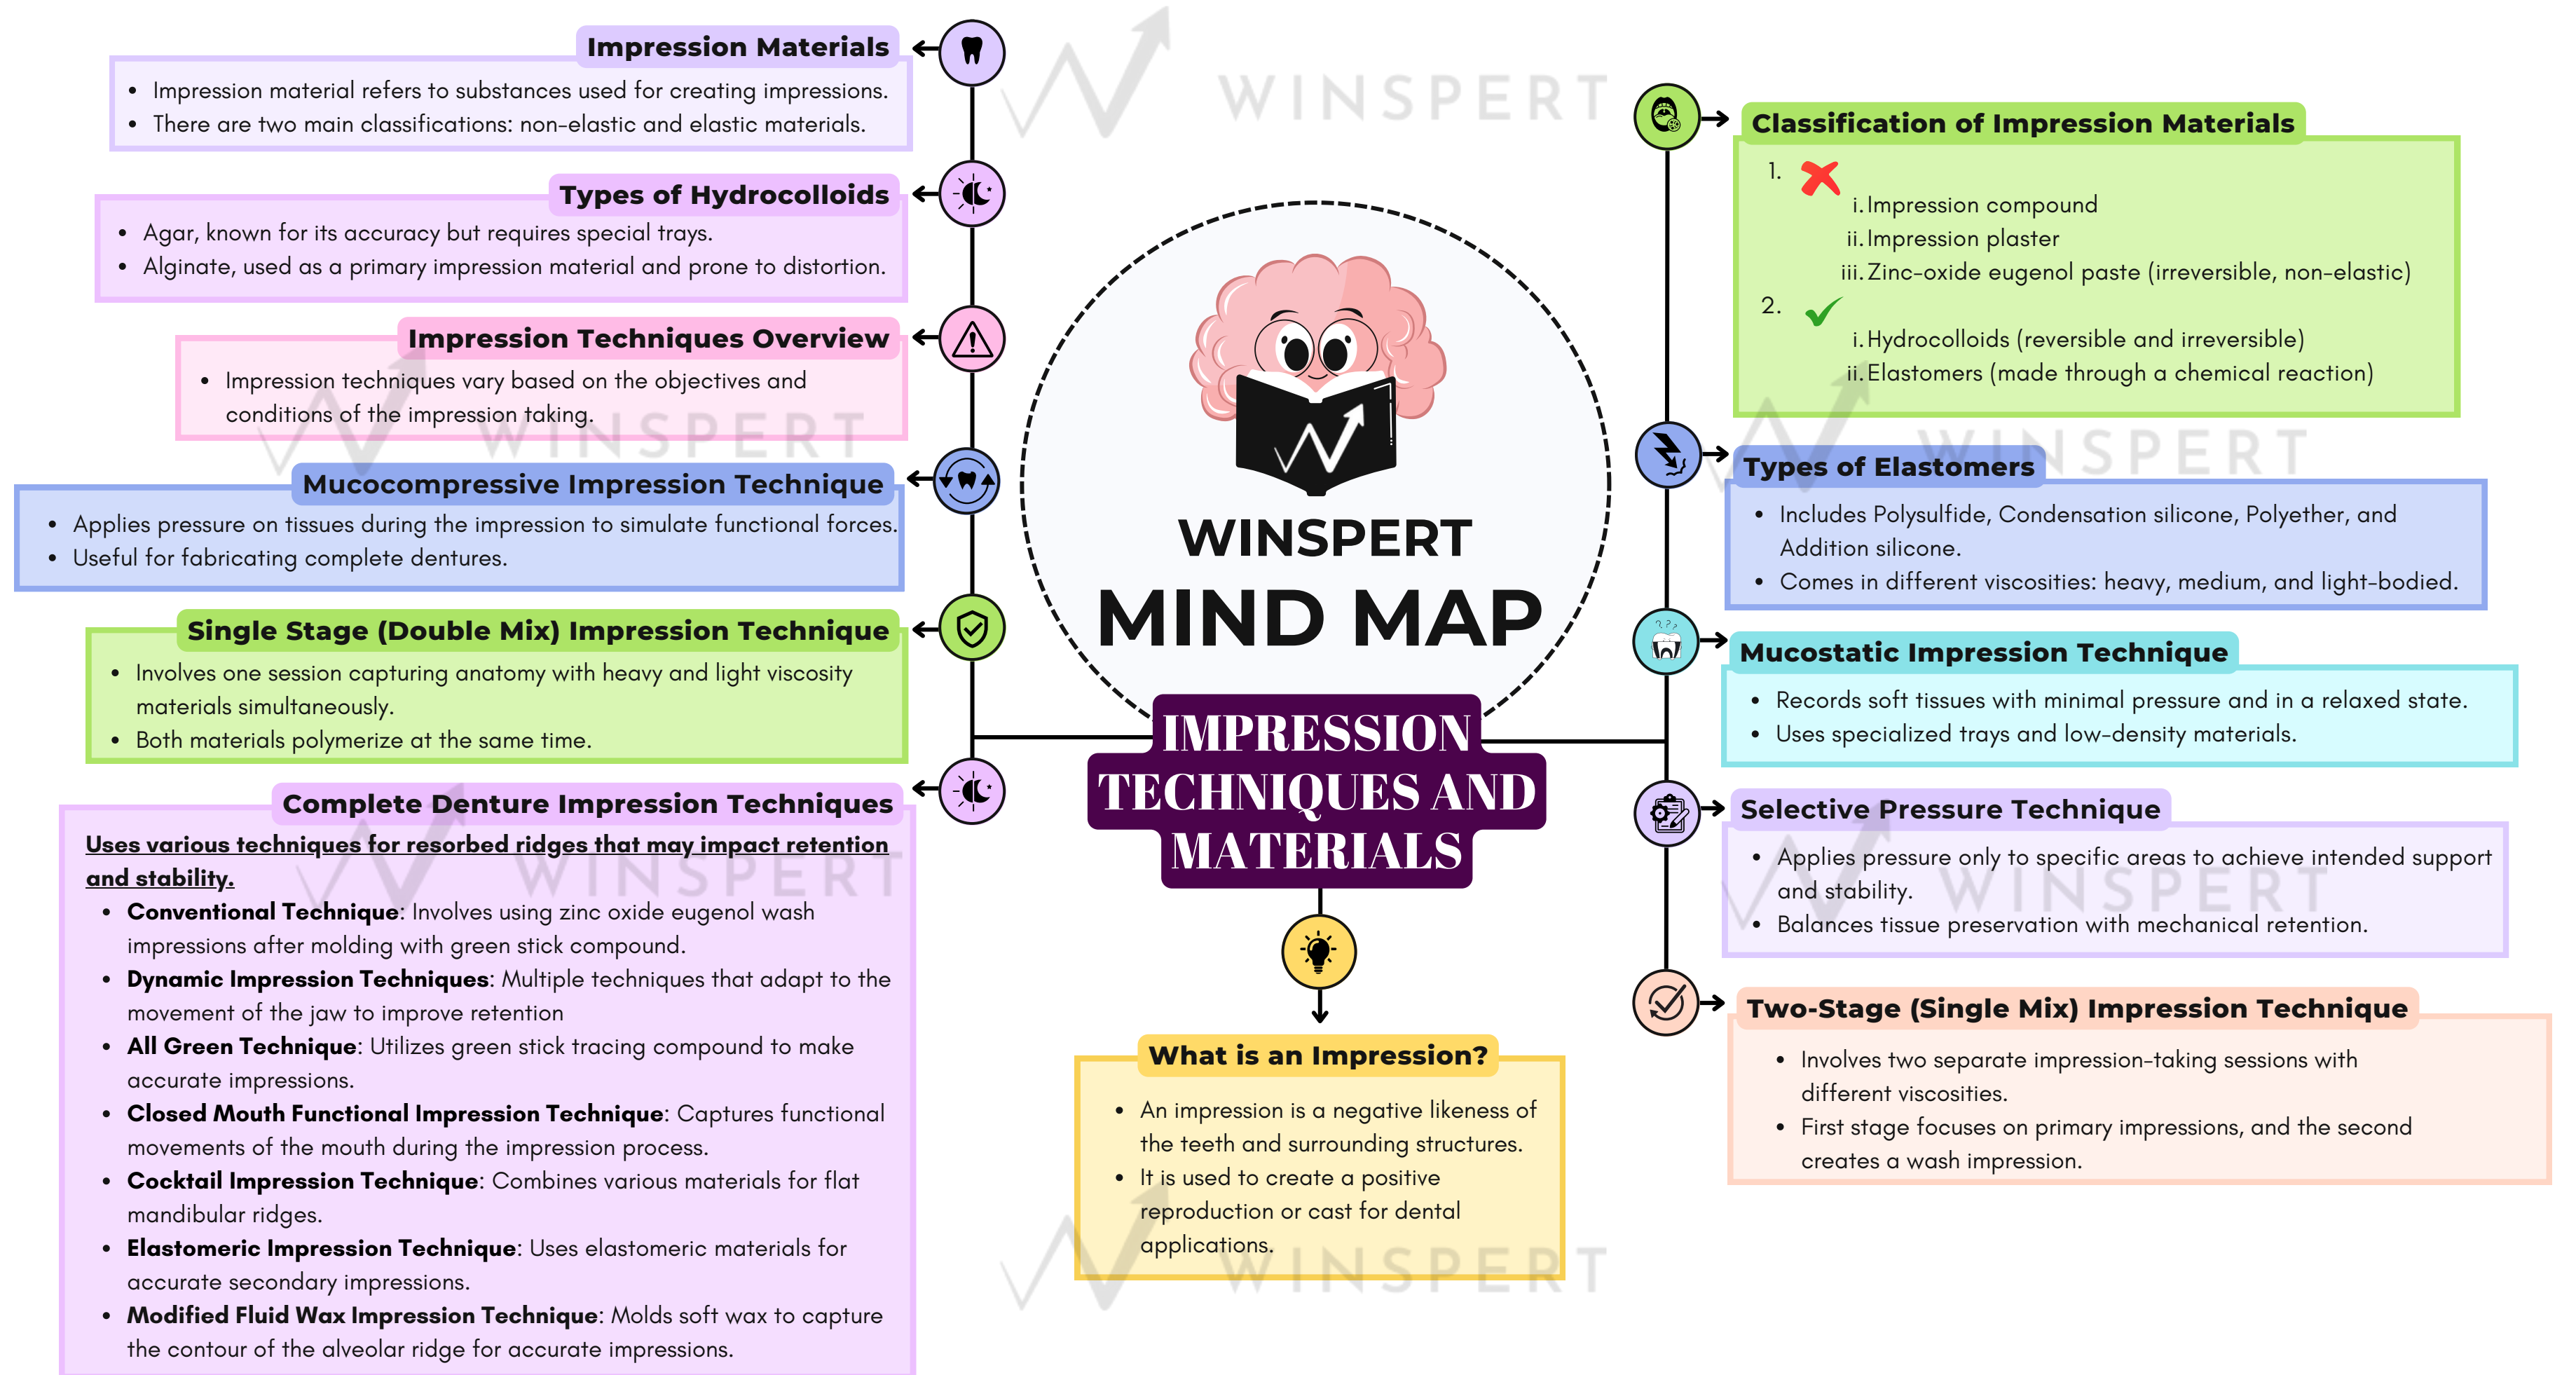 Impression Materials
• Impression material refers to substances used for creating impressions.
• There are two main classifications: non-elastic and elastic materials.
Types of Hydrocolloids
• Agar, known for its accuracy but requires special trays.
• Alginate, used as a primary impression material and prone to distortion.
Impression Techniques Overview
• Impression techniques vary based on the objectives and
conditions of the impression taking.
Mucocompressive Impression Technique
• Applies pressure on tissues during the impression to simulate functional forces.
• Useful for fabricating complete dentures.
Single Stage (Double Mix) Impression Technique
• Involves one session capturing anatomy with heavy and light viscosity
materials simultaneously.
• Both materials polymerize at the same time.
Complete Denture Impression Techniques
Uses various techniques for resorbed ridges that may impact retention
and stability.
• Conventional Technique: Involves using zinc oxide eugenol wash
impressions after molding with green stick compound.
• Dynamic Impression Techniques: Multiple techniques that adapt to the
movement of the jaw to improve retention
• All Green Technique: Utilizes green stick tracing compound to make
accurate impressions.
• Closed Mouth Functional Impression Technique: Captures functional
movements of the mouth during the impression process.
• Cocktail Impression Technique: Combines various materials for flat
mandibular ridges.
• Elastomeric Impression Technique: Uses elastomeric materials for
accurate secondary impressions.
• Modified Fluid Wax Impression Technique: Molds soft wax to capture
the contour of the alveolar ridge for accurate impressions.
WINSPERT
WINSPERT
WINSPERT
WINSPERT
MIND MAP
IMPRESSION
TECHNIQUES AND
MATERIALS
What is an Impression?
• An impression is a negative likeness of
the teeth and surrounding structures.
• It is used to create a positive
reproduction or cast for dental
applications.
WINSPERT
Classification of Impression Materials
1.
i. Impression compound
ii. Impression plaster
iii. Zinc-oxide eugenol paste (irreversible, non-elastic)
2.
i. Hydrocolloids (reversible and irreversible)
ii. Elastomers (made through a chemical reaction)
WINSPERT
Types of Elastomers
• Includes Polysulfide, Condensation silicone, Polyether, and
Addition silicone.
• Comes in different viscosities: heavy, medium, and light-bodied.
???
Mucostatic Impression Technique
• Records soft tissues with minimal pressure and in a relaxed state.
• Uses specialized trays and low-density materials.
Selective Pressure Technique
• Applies pressure only to specific areas to achieve intended support
and stability.
• Balances tissue preservation with mechanical retention.
WINSPERT
Two-Stage (Single Mix) Impression Technique
• Involves two separate impression-taking sessions with
different viscosities.
• First stage focuses on primary impressions, and the second
creates a wash impression.